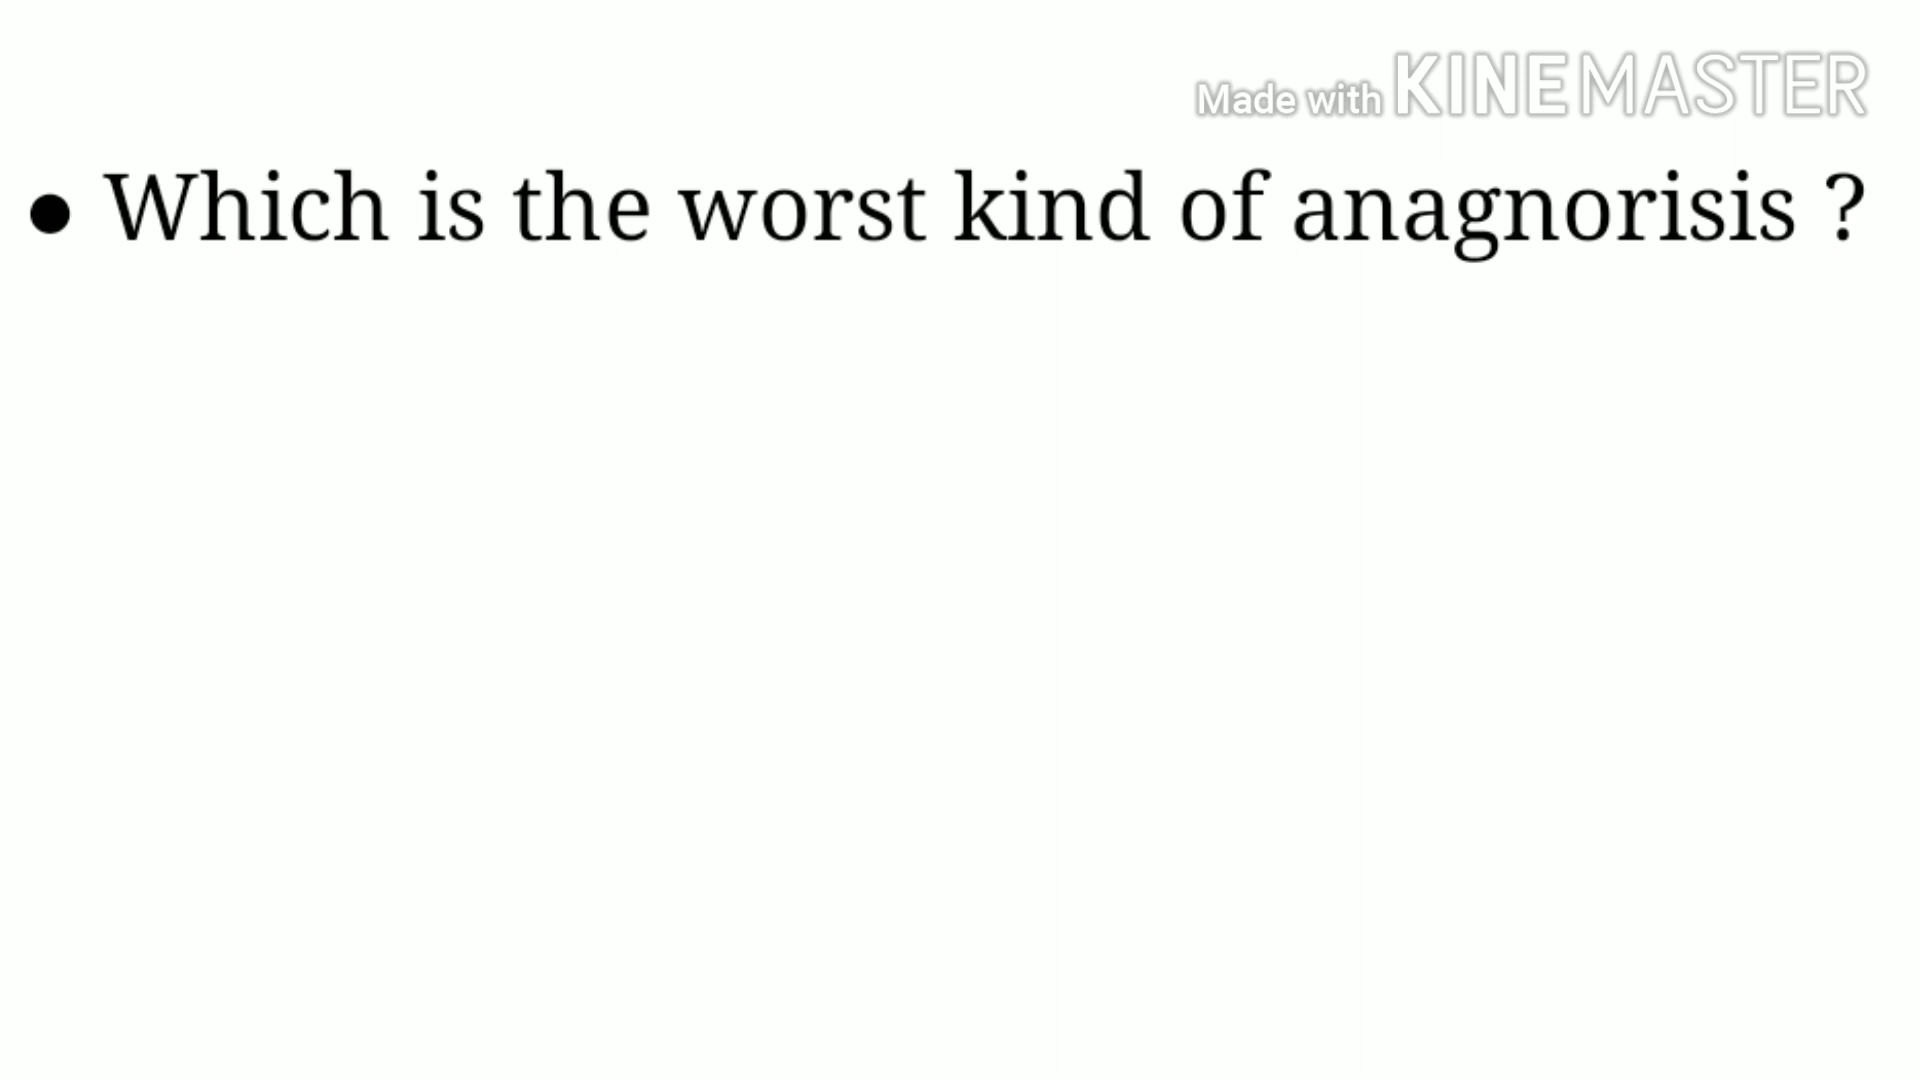 Made with KINEMASTER
● Which is the worst kind of anagnorisis ?